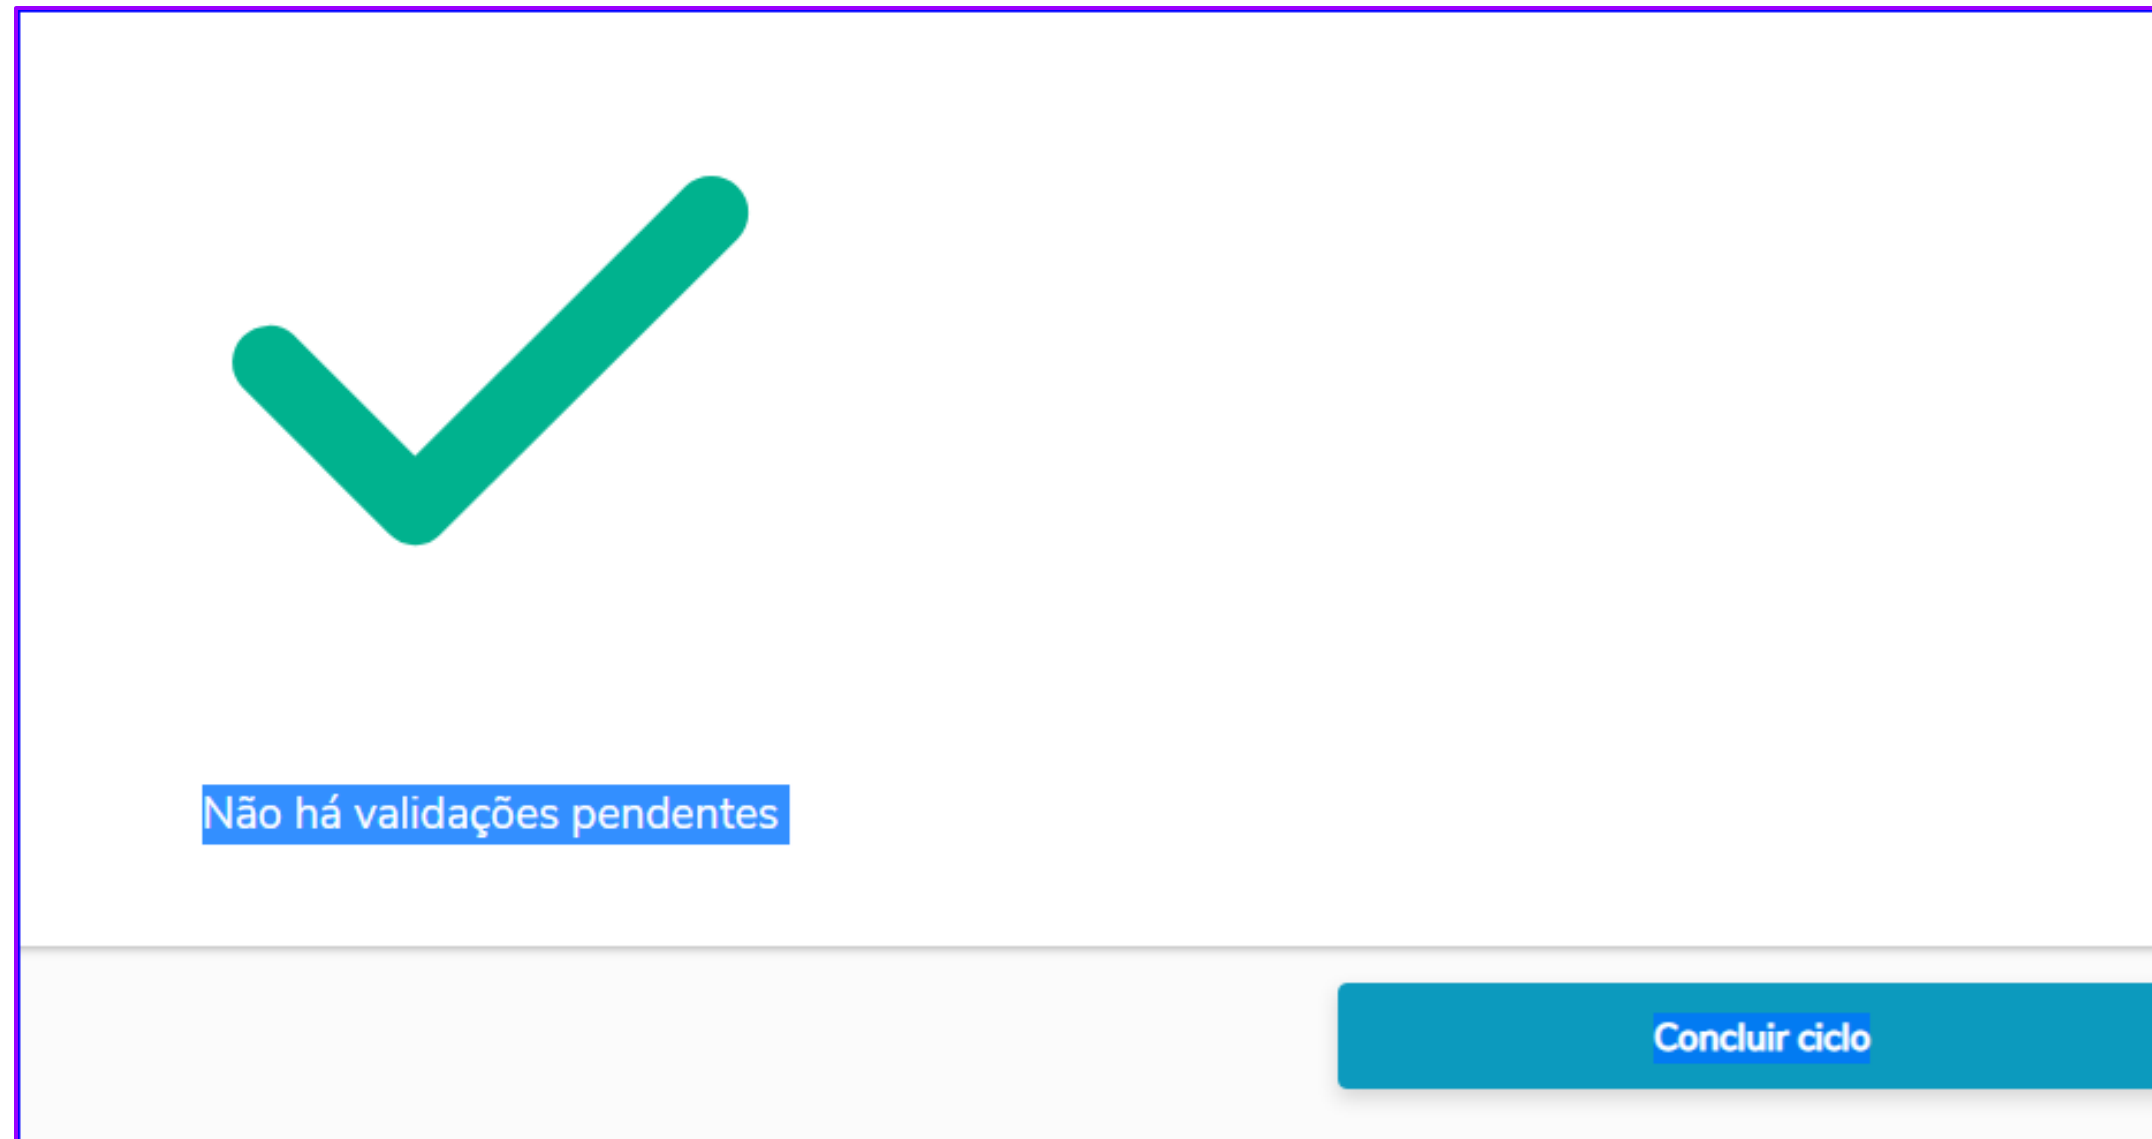 Não há validações pendentes
Concluir ciclo